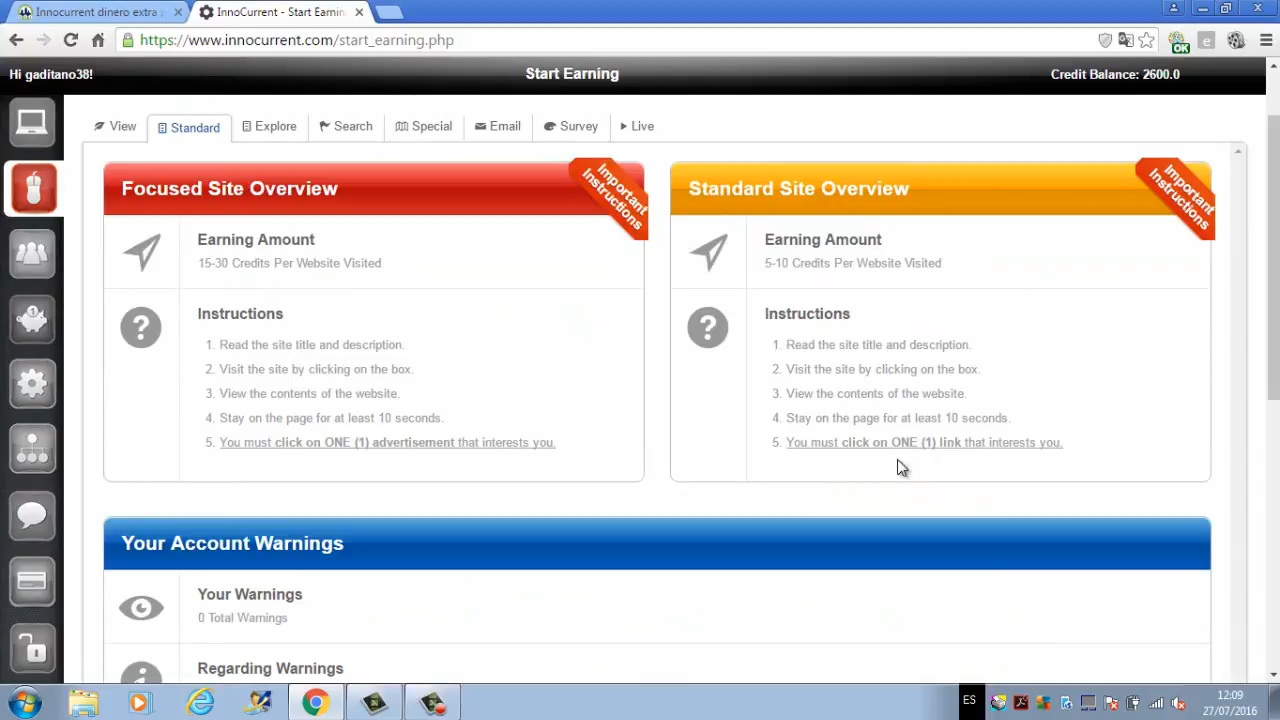 Innocurrent dinero extra
InnoCurrent - Start Earnin
https://www.innocurrent.com/start_earning.php
OK
e
Hi gaditano38!
Start Earning
Credit Balance: 2600.0
View
Standard
Explore
Search
Special
Email
Survey
Live
Focused Site Overview
Important
Instructions
Earning Amount
15-30 Credits Per Website Visited
Instructions
1. Read the site title and description.
2. Visit the site by clicking on the box.
3. View the contents of the website.
4. Stay on the page for at least 10 seconds.
5. You must click on ONE (1) advertisement that interests you.
Standard Site Overview
Important
Instructions
Earning Amount
5-10 Credits Per Website Visited
Instructions
1. Read the site title and description.
2. Visit the site by clicking on the box.
3. View the contents of the website.
4. Stay on the page for at least 10 seconds.
5. You must click on ONE (1) link that interests you.
Your Account Warnings
Your Warnings
0 Total Warnings
Regarding Warnings
ES
12:09
27/07/2016